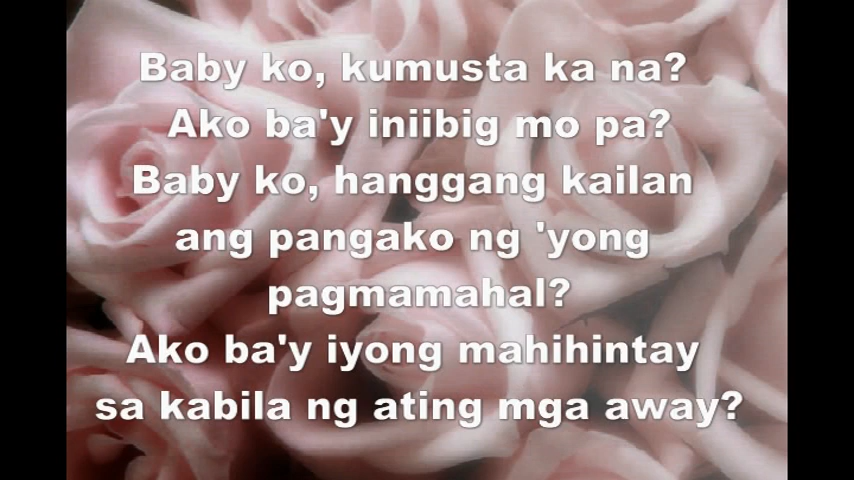 Baby ko, kumusta ka na?
Ako ba'y iniibig mo pa?
Baby ko, hanggang kailan
ang pangako ng 'yong
pagmamahal?
Ako ba'y iyong mahihintay
sa kabila ng ating mga away?